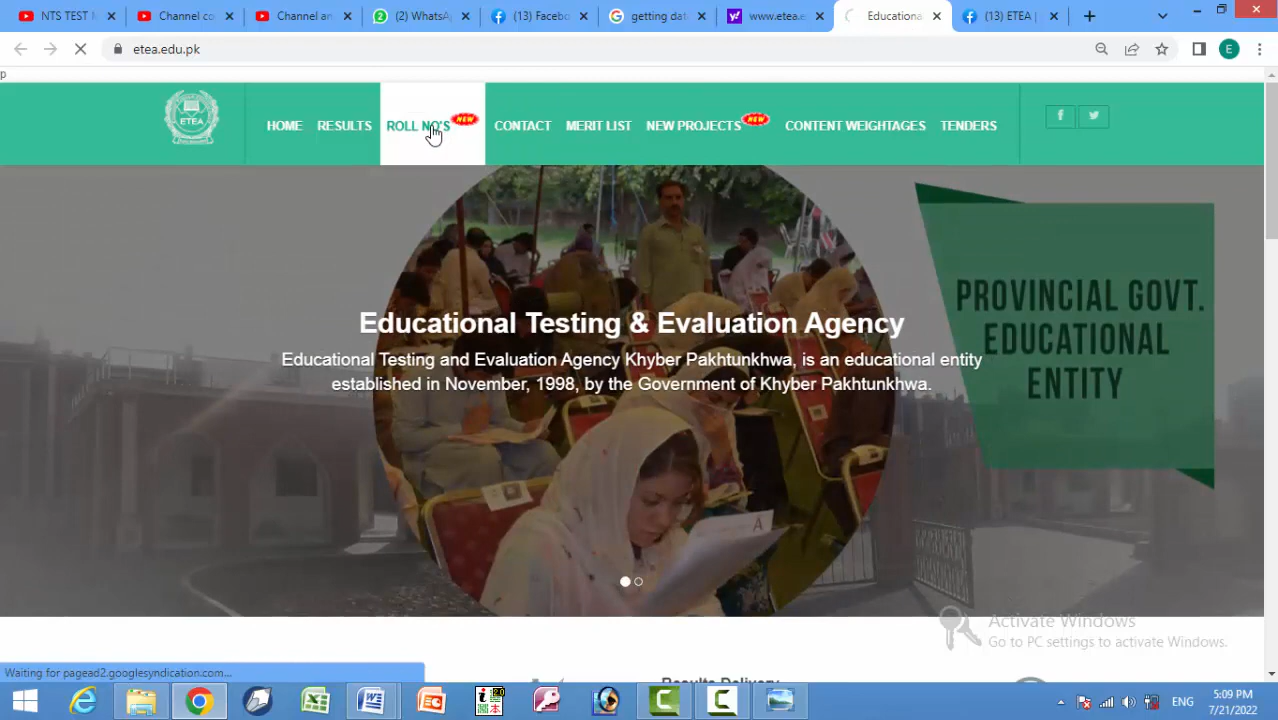 NTS TEST M
Channel co
Channel an
(2) WhatsA
(13) Facebo
getting dat
www.etea.e
Educationa
(13) ETEA |
etea.edu.pk
E
p
ETEA
HOME
RESULTS
ROLL NO'S
NEW
CONTACT
MERIT LIST
NEW PROJECTS
NEW
CONTENT WEIGHTAGES
TENDERS
PROVINCIAL GOVT.
EDUCATIONAL
ENTITY
Educational Testing & Evaluation Agency
Educational Testing and Evaluation Agency Khyber Pakhtunkhwa, is an educational entity
established in November, 1998, by the Government of Khyber Pakhtunkhwa.
A
Activate Windows
Go to PC settings to activate Windows.
Waiting for pagead2.googlesyndication.com...
Results Delivery
ENG
5:09 PM
7/21/2022